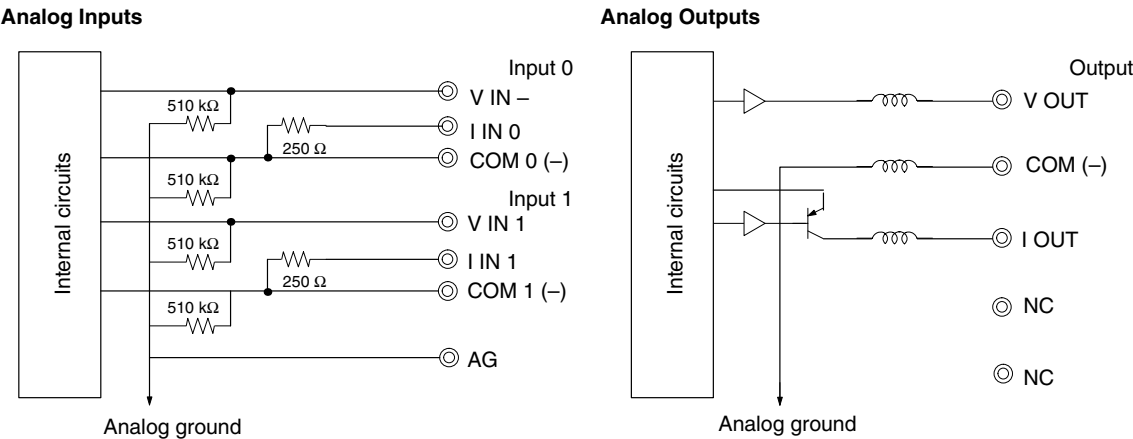 Analog Inputs
Internal circuits
Input 0
510 kΩ
V IN –
I IN 0
250 Ω
COM 0 (–)
510 kΩ
Input 1
V IN 1
510 kΩ
I IN 1
250 Ω
COM 1 (–)
510 kΩ
AG
Analog ground
Analog Outputs
Internal circuits
Output
V OUT
COM (–)
I OUT
NC
NC
Analog ground